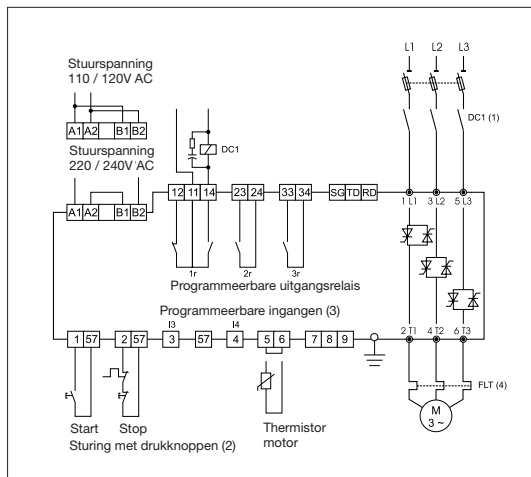 L1 L2 L3
Stuurspanning
110 / 120V AC
A1 A2 B1 B2
DC1
DC1 (1)
Stuurspanning
220 / 240V AC
A1 A2 B1 B2
12 11 14 23 24 33 34 SG TD RD
1 L1 3 L2 5 L3
1r 2r 3r
Programmeerbare uitgangsrelais
Programmeerbare ingangen (3)
I3 I4
1 57 2 57 3 57 4 5 6 7 8 9
2 T1 4 T2 6 T3
FLT (4)
M
3 ~
Start Stop
Sturing met drukknoppen (2)
Thermistor
motor